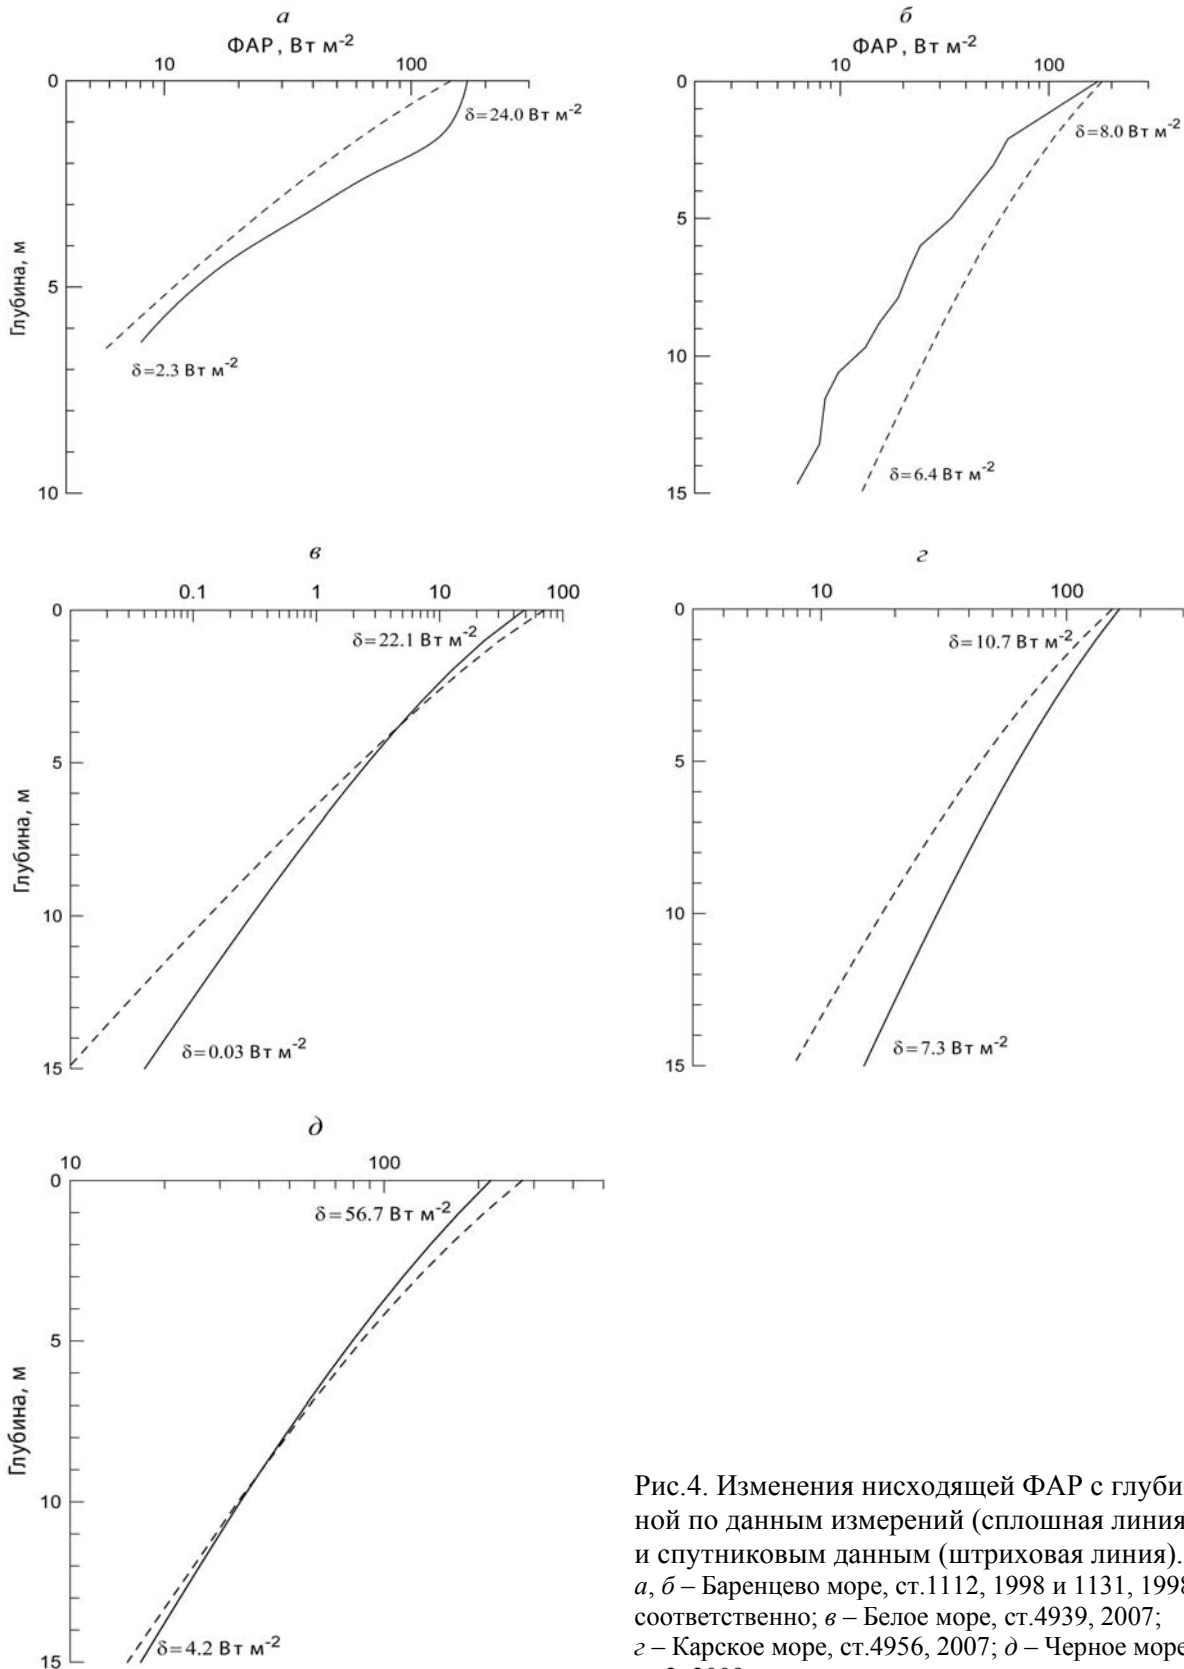 а
ФАР, Вт м-2
10 100
0
δ=24.0 Вт м-2
5
δ=2.3 Вт м-2
10
Глубина, м
б
ФАР, Вт м-2
10 100
0
δ=8.0 Вт м-2
5
10
δ=6.4 Вт м-2
15
в
0.1 1 10 100
0
δ=22.1 Вт м-2
5
10
δ=0.03 Вт м-2
15
Глубина, м
г
10 100
0
δ=10.7 Вт м-2
5
10
δ=7.3 Вт м-2
15
д
10 100
0
δ=56.7 Вт м-2
5
10
δ=4.2 Вт м-2
15
Глубина, м
Рис.4. Изменения нисходящей ФАР с глуби-
ной по данным измерений (сплошная линия
и спутниковым данным (штриховая линия).
а, б – Баренцево море, ст.1112, 1998 и 1131, 1998
соответственно; в – Белое море, ст.4939, 2007;
г – Карское море, ст.4956, 2007; д – Черное море